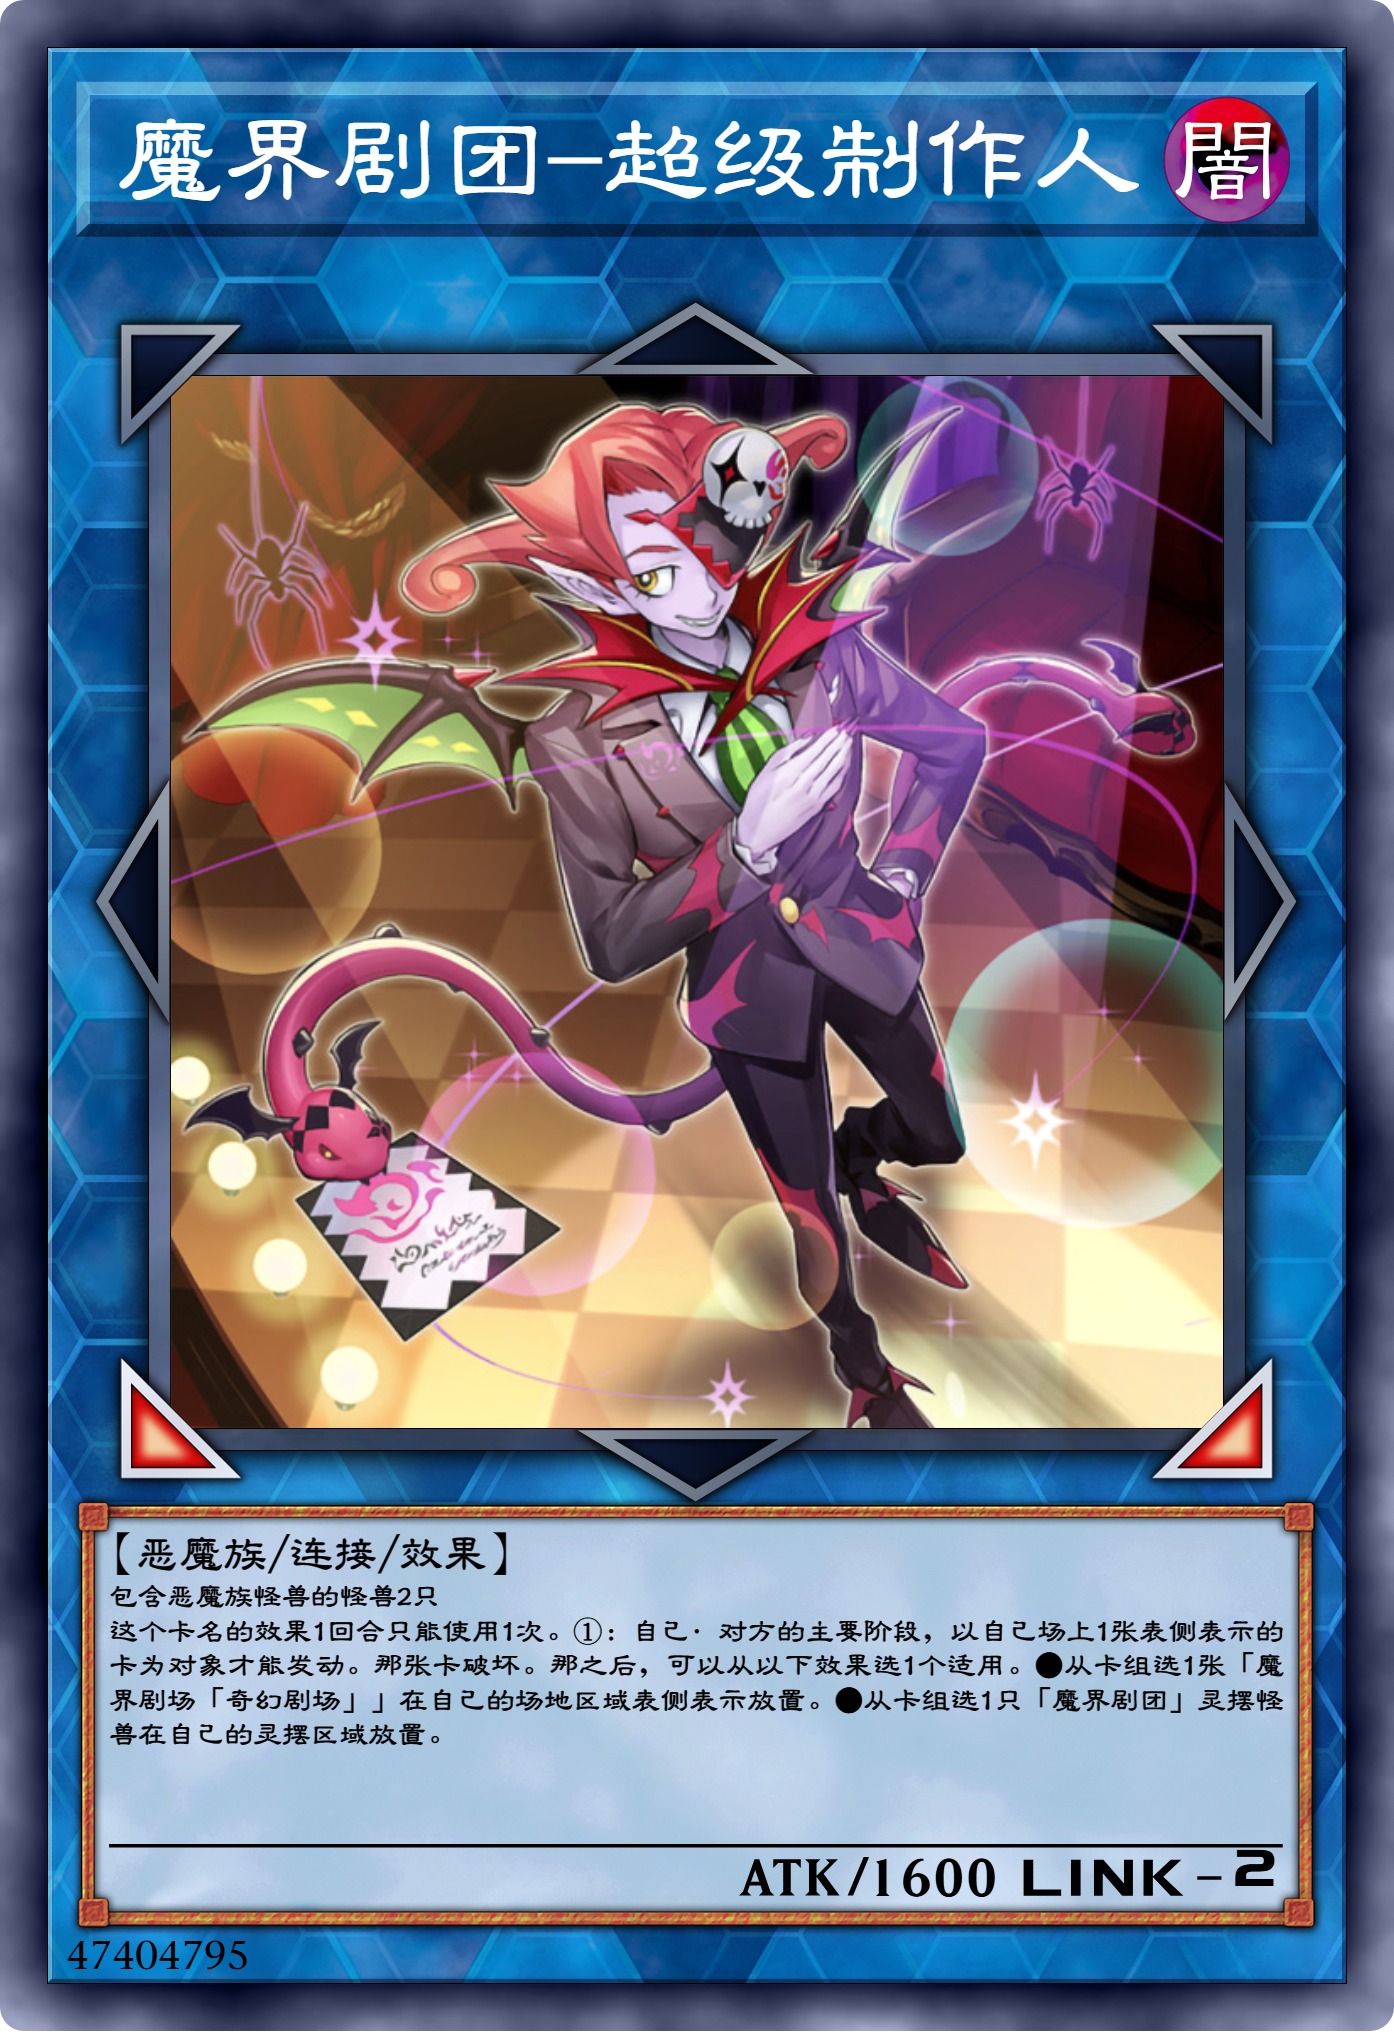 魔界剧团-超级制作人 闇
【恶魔族/连接/效果】
包含恶魔族怪兽的怪兽2只
这个卡名的效果1回合只能使用1次。①：自己·对方的主要阶段，以自己场上1张表侧表示的
卡为对象才能发动。那张卡破坏。那之后，可以从以下效果选1个适用。●从卡组选1张「魔
界剧场「奇幻剧场」」在自己的场地区域表侧表示放置。●从卡组选1只「魔界剧团」灵摆怪
兽在自己的灵摆区域放置。
ATK/1600 LINK-2
47404795